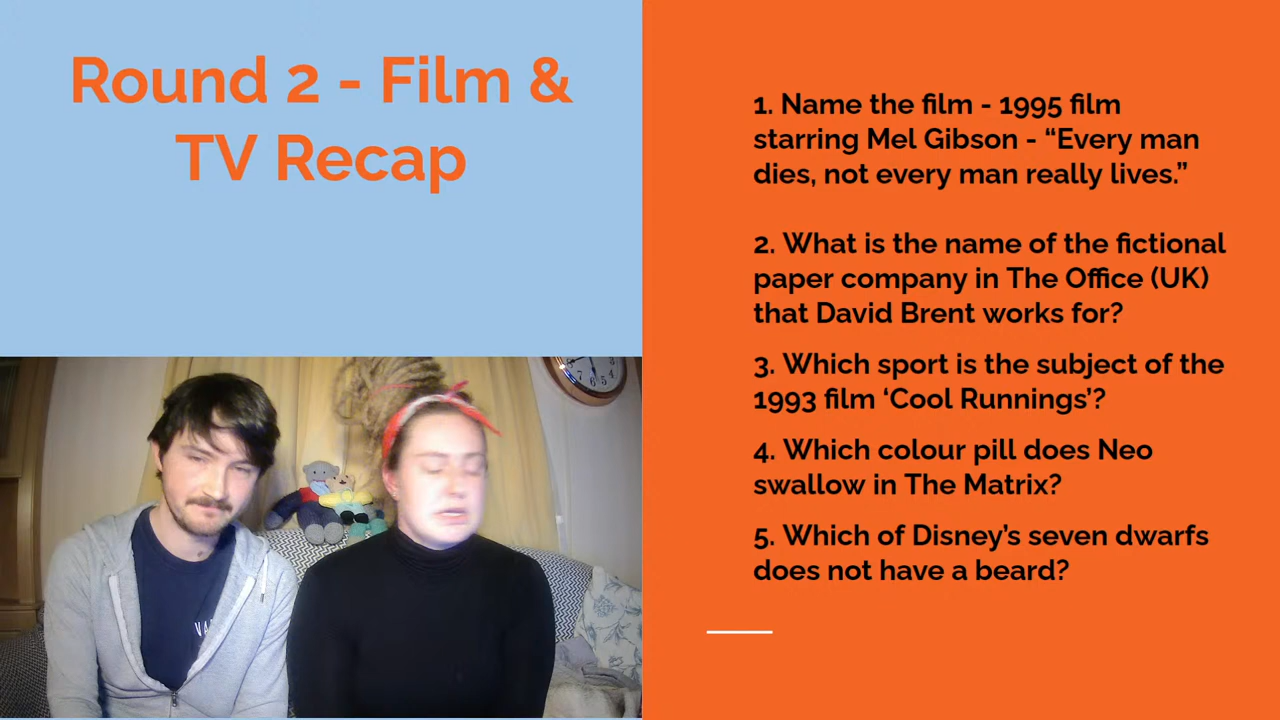 Round 2 - Film &
TV Recap
1. Name the film - 1995 film
starring Mel Gibson - “Every man
dies, not every man really lives.”
2. What is the name of the fictional
paper company in The Office (UK)
that David Brent works for?
3. Which sport is the subject of the
1993 film ‘Cool Runnings’?
4. Which colour pill does Neo
swallow in The Matrix?
5. Which of Disney’s seven dwarfs
does not have a beard?